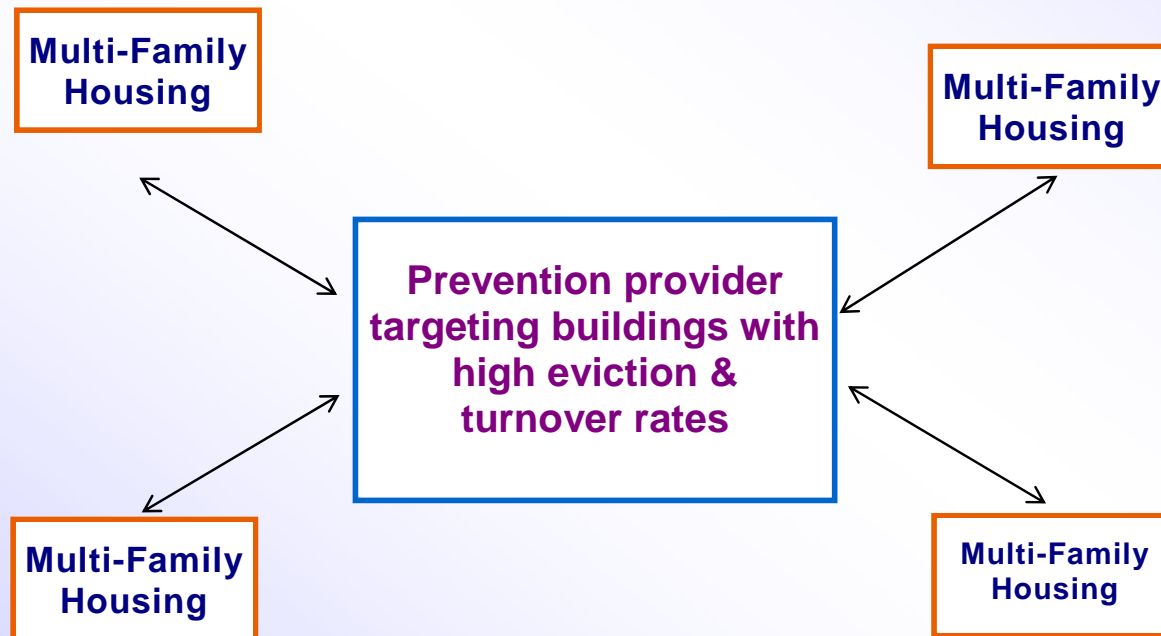 Multi-Family
Housing
Multi-Family
Housing
Prevention provider
targeting buildings with
high eviction &
turnover rates
Multi-Family
Housing
Multi-Family
Housing